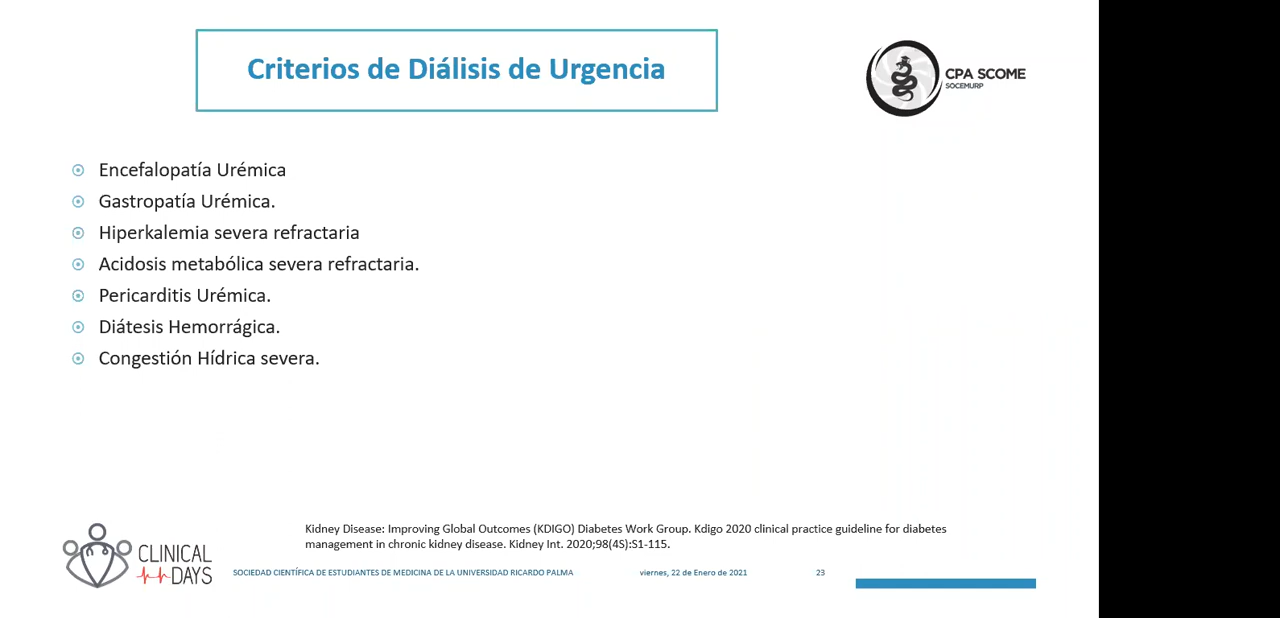 Criterios de Diálisis de Urgencia
CPA SCOME
SOCEMURP
Encefalopatía Urémica
Gastropatía Urémica.
Hiperkalemia severa refractaria
Acidosis metabólica severa refractaria.
Pericarditis Urémica.
Diátesis Hemorrágica.
Congestión Hídrica severa.
Kidney Disease: Improving Global Outcomes (KDIGO) Diabetes Work Group. Kdigo 2020 clinical practice guideline for diabetes
management in chronic kidney disease. Kidney Int. 2020;98(4S):S1-115.
CLINICAL
DAYS
SOCIEDAD CIENTÍFICA DE ESTUDIANTES DE MEDICINA DE LA UNIVERSIDAD RICARDO PALMA
viernes, 22 de Enero de 2021
23